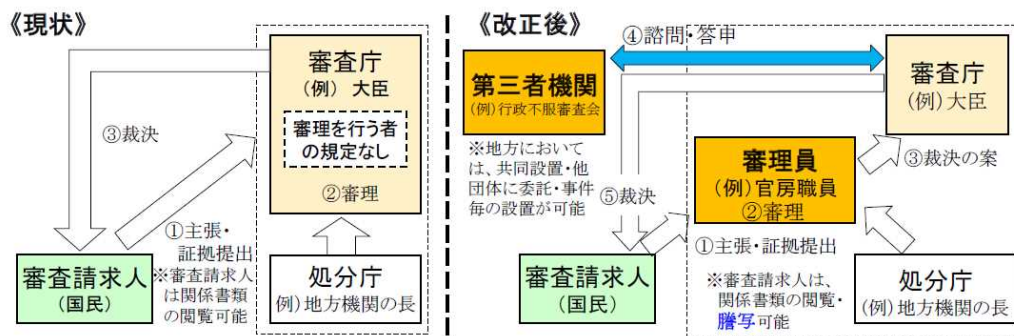 《現状》
審査庁
(例) 大臣
審理を行う者
の規定なし
②審理
③裁決
①主張・
証拠提出
※審査請求人
は関係書類
の閲覧可能
審査請求人
(国民)
処分庁
(例)地方機関の長
《改正後》
④諮問・答申
第三者機関
(例)行政不服審査会
※地方において
は、共同設置・他
団体に委託・事件
毎の設置が可能
審査庁
(例)大臣
審理員
(例)官房職員
②審理
③裁決の案
⑤裁決
①主張・証拠提出
※審査請求人は、
関係書類の閲覧・
謄写可能
審査請求人
(国民)
処分庁
(例)地方機関の長